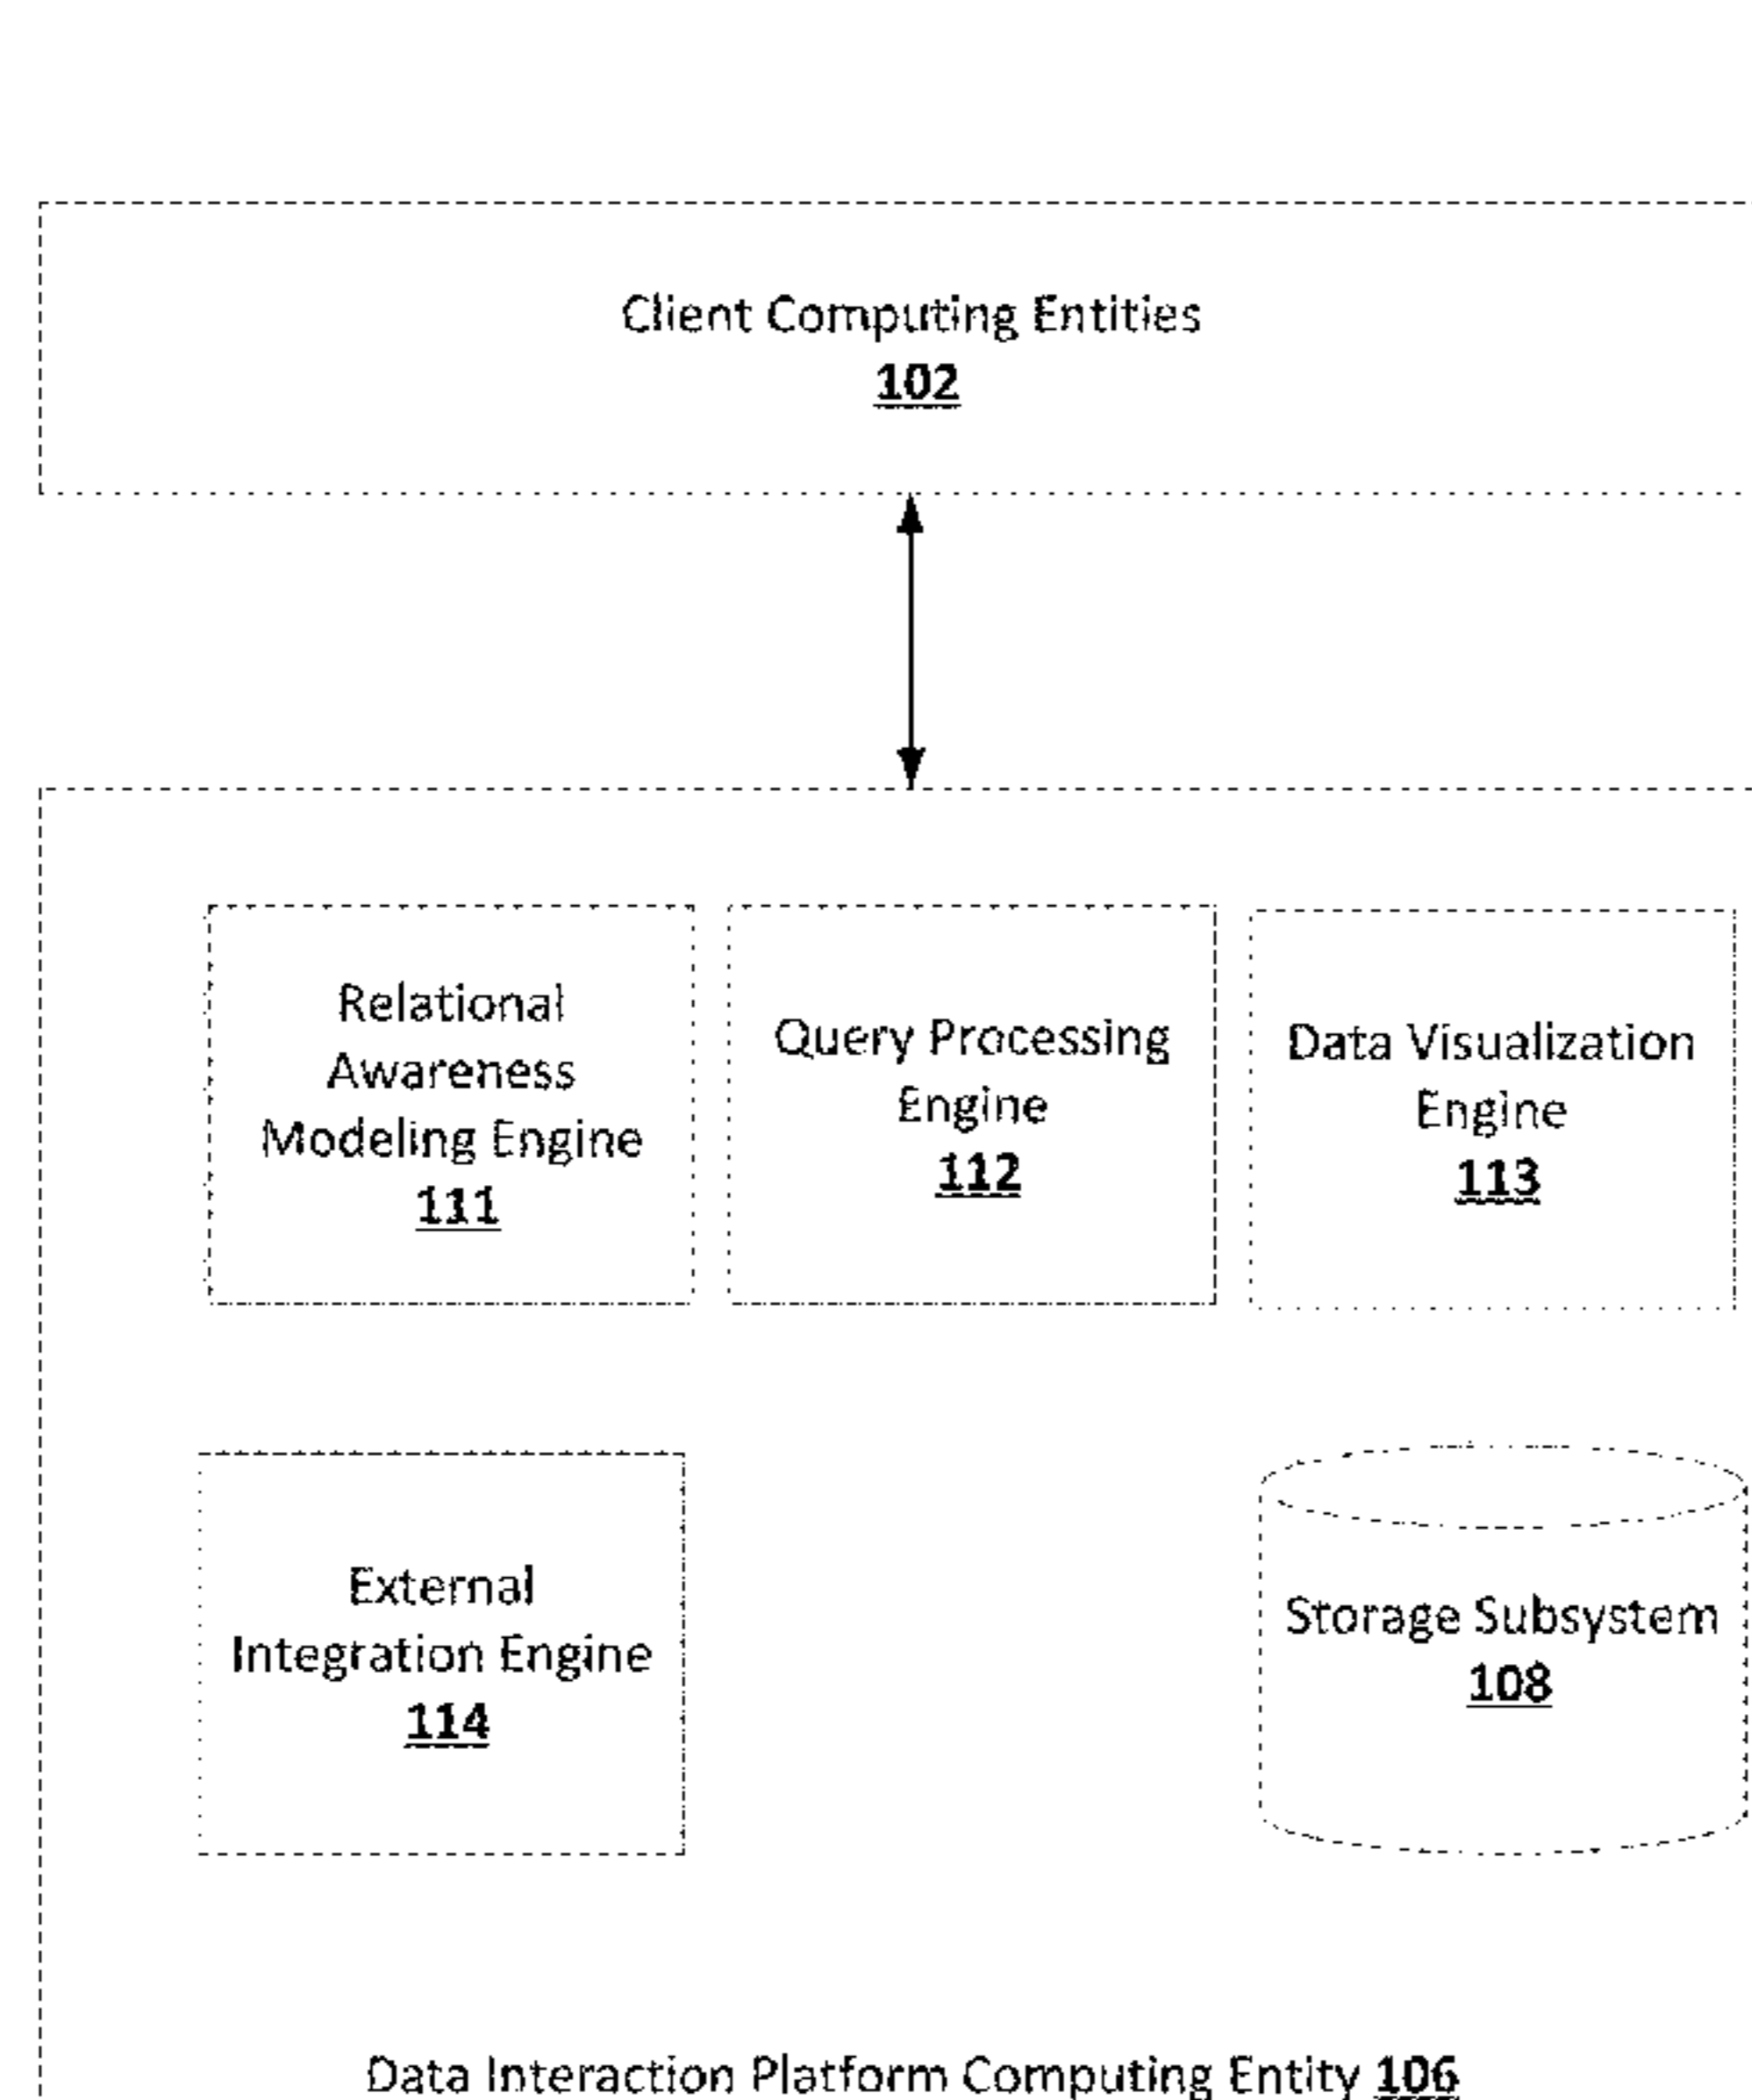 Client Computing Entities
102
Relational
Awareness
Modeling Engine
111
Query Processing
Engine
112
Data Visualization
Engine
113
External
Integration Engine
114
Storage Subsystem
108
Data Interaction Platform Computing Entity 106